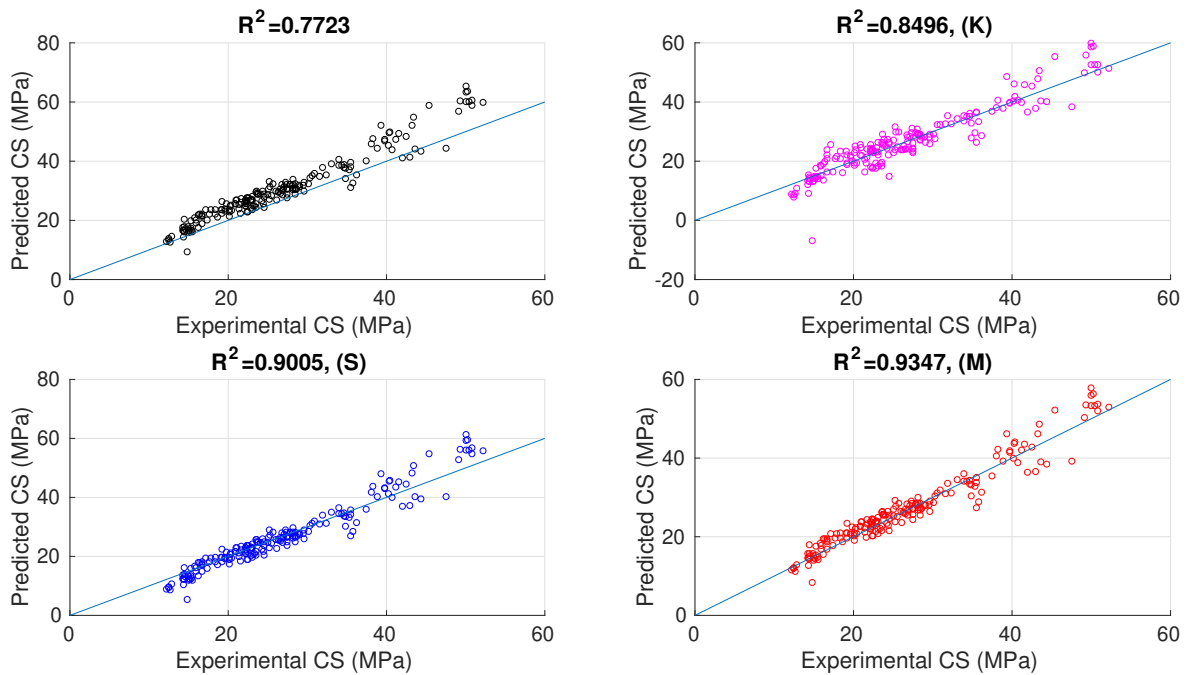 R²=0.7723
80
60
40
20
0
0 20 40 60
Predicted CS (MPa)
Experimental CS (MPa)
R²=0.8496, (K)
60
40
20
0
-20
0 20 40 60
Predicted CS (MPa)
Experimental CS (MPa)
R²=0.9005, (S)
80
60
40
20
0
0 20 40 60
Predicted CS (MPa)
Experimental CS (MPa)
R²=0.9347, (M)
60
40
20
0
0 20 40 60
Predicted CS (MPa)
Experimental CS (MPa)